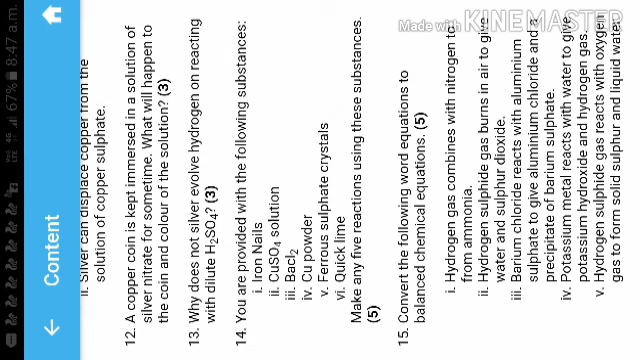 8:47a.m.
67%
4G
Made with KINEMASTER
Content
ii. Silver can displace copper from the
solution of copper sulphate.
12. A copper coin is kept immersed in a solution of
silver nitrate for sometime. What will happen to
the coin and colour of the solution? (3)
13. Why does not silver evolve hydrogen on reacting
with dilute H₂SO₄? (3)
14. You are provided with the following substances:
i. Iron Nails
ii. CuSO₄ solution
iii. Bacl₂
iv. Cu powder
v. Ferrous sulphate crystals
vi. Quick lime
Make any five reactions using these substances.
(5)
15. Convert the following word equations to
balanced chemical equations. (5)
i. Hydrogen gas combines with nitrogen to
from ammonia.
ii. Hydrogen sulphide gas burns in air to give
water and sulphur dioxide.
iii. Barium chloride reacts with aluminium
sulphate to give aluminium chloride and a
precipitate of barium sulphate.
iv. Potassium metal reacts with water to give
potassium hydroxide and hydrogen gas.
v. Hydrogen sulphide gas reacts with oxygen
gas to form solid sulphur and liquid water.